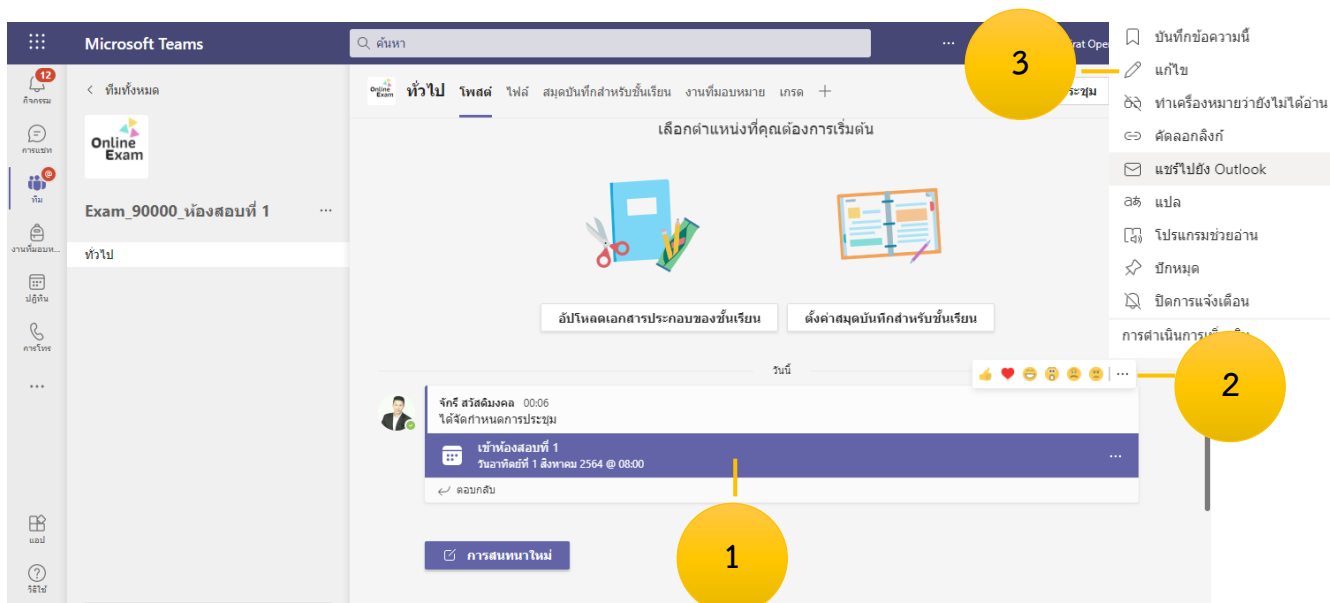 Microsoft Teams
ค้นหา
...
rat Ope
3
บันทึกข้อความนี้
แก้ไข
ทำเครื่องหมายว่ายังไม่ได้อ่าน
คัดลอกลิงก์
แชร์ไปยัง Outlook
แปล
โปรแกรมช่วยอ่าน
ปักหมุด
ปิดการแจ้งเตือน
12
กิจกรรม
การแชท
@
ทีม
งานที่มอบห...
ปฏิทิน
การโทร
...
แอป
วิธีใช้
ทีมทั้งหมด
Online
Exam
Exam_90000_ห้องสอบที่ 1 ...
ทั่วไป
Online
Exam
ทั่วไป โพสต์ ไฟล์ สมุดบันทึกสำหรับชั้นเรียน งานที่มอบหมาย เกรด +
ระชุม
เลือกตำแหน่งที่คุณต้องการเริ่มต้น
อัปโหลดเอกสารประกอบของชั้นเรียน ตั้งค่าสมุดบันทึกสำหรับชั้นเรียน
วันนี้
...
2
จักรี สวัสดิมงคล 00:06
ได้จัดกำหนดการประชุม
เข้าห้องสอบที่ 1
วันอาทิตย์ที่ 1 สิงหาคม 2564 @ 08:00
...
ตอบกลับ
การสนทนาใหม่
1